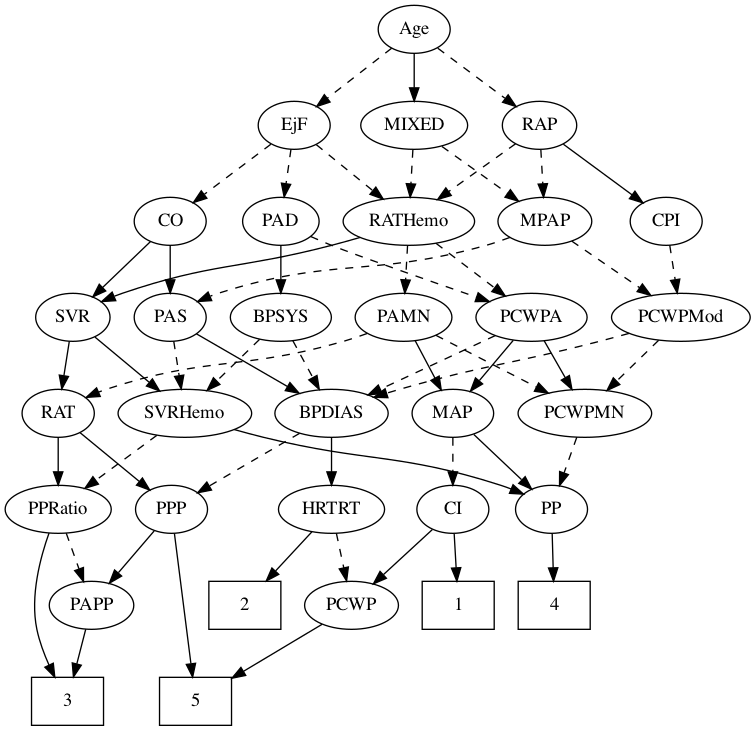 Age
EjF
MIXED
RAP
CO
PAD
RATHemo
MPAP
CPI
SVR
PAS
BPSYS
PAMN
PCWPA
PCWPMod
RAT
SVRHemo
BPDIAS
MAP
PCWPMN
PPRatio
PPP
HRTRT
CI
PP
PAPP
2
PCWP
1
4
3
5